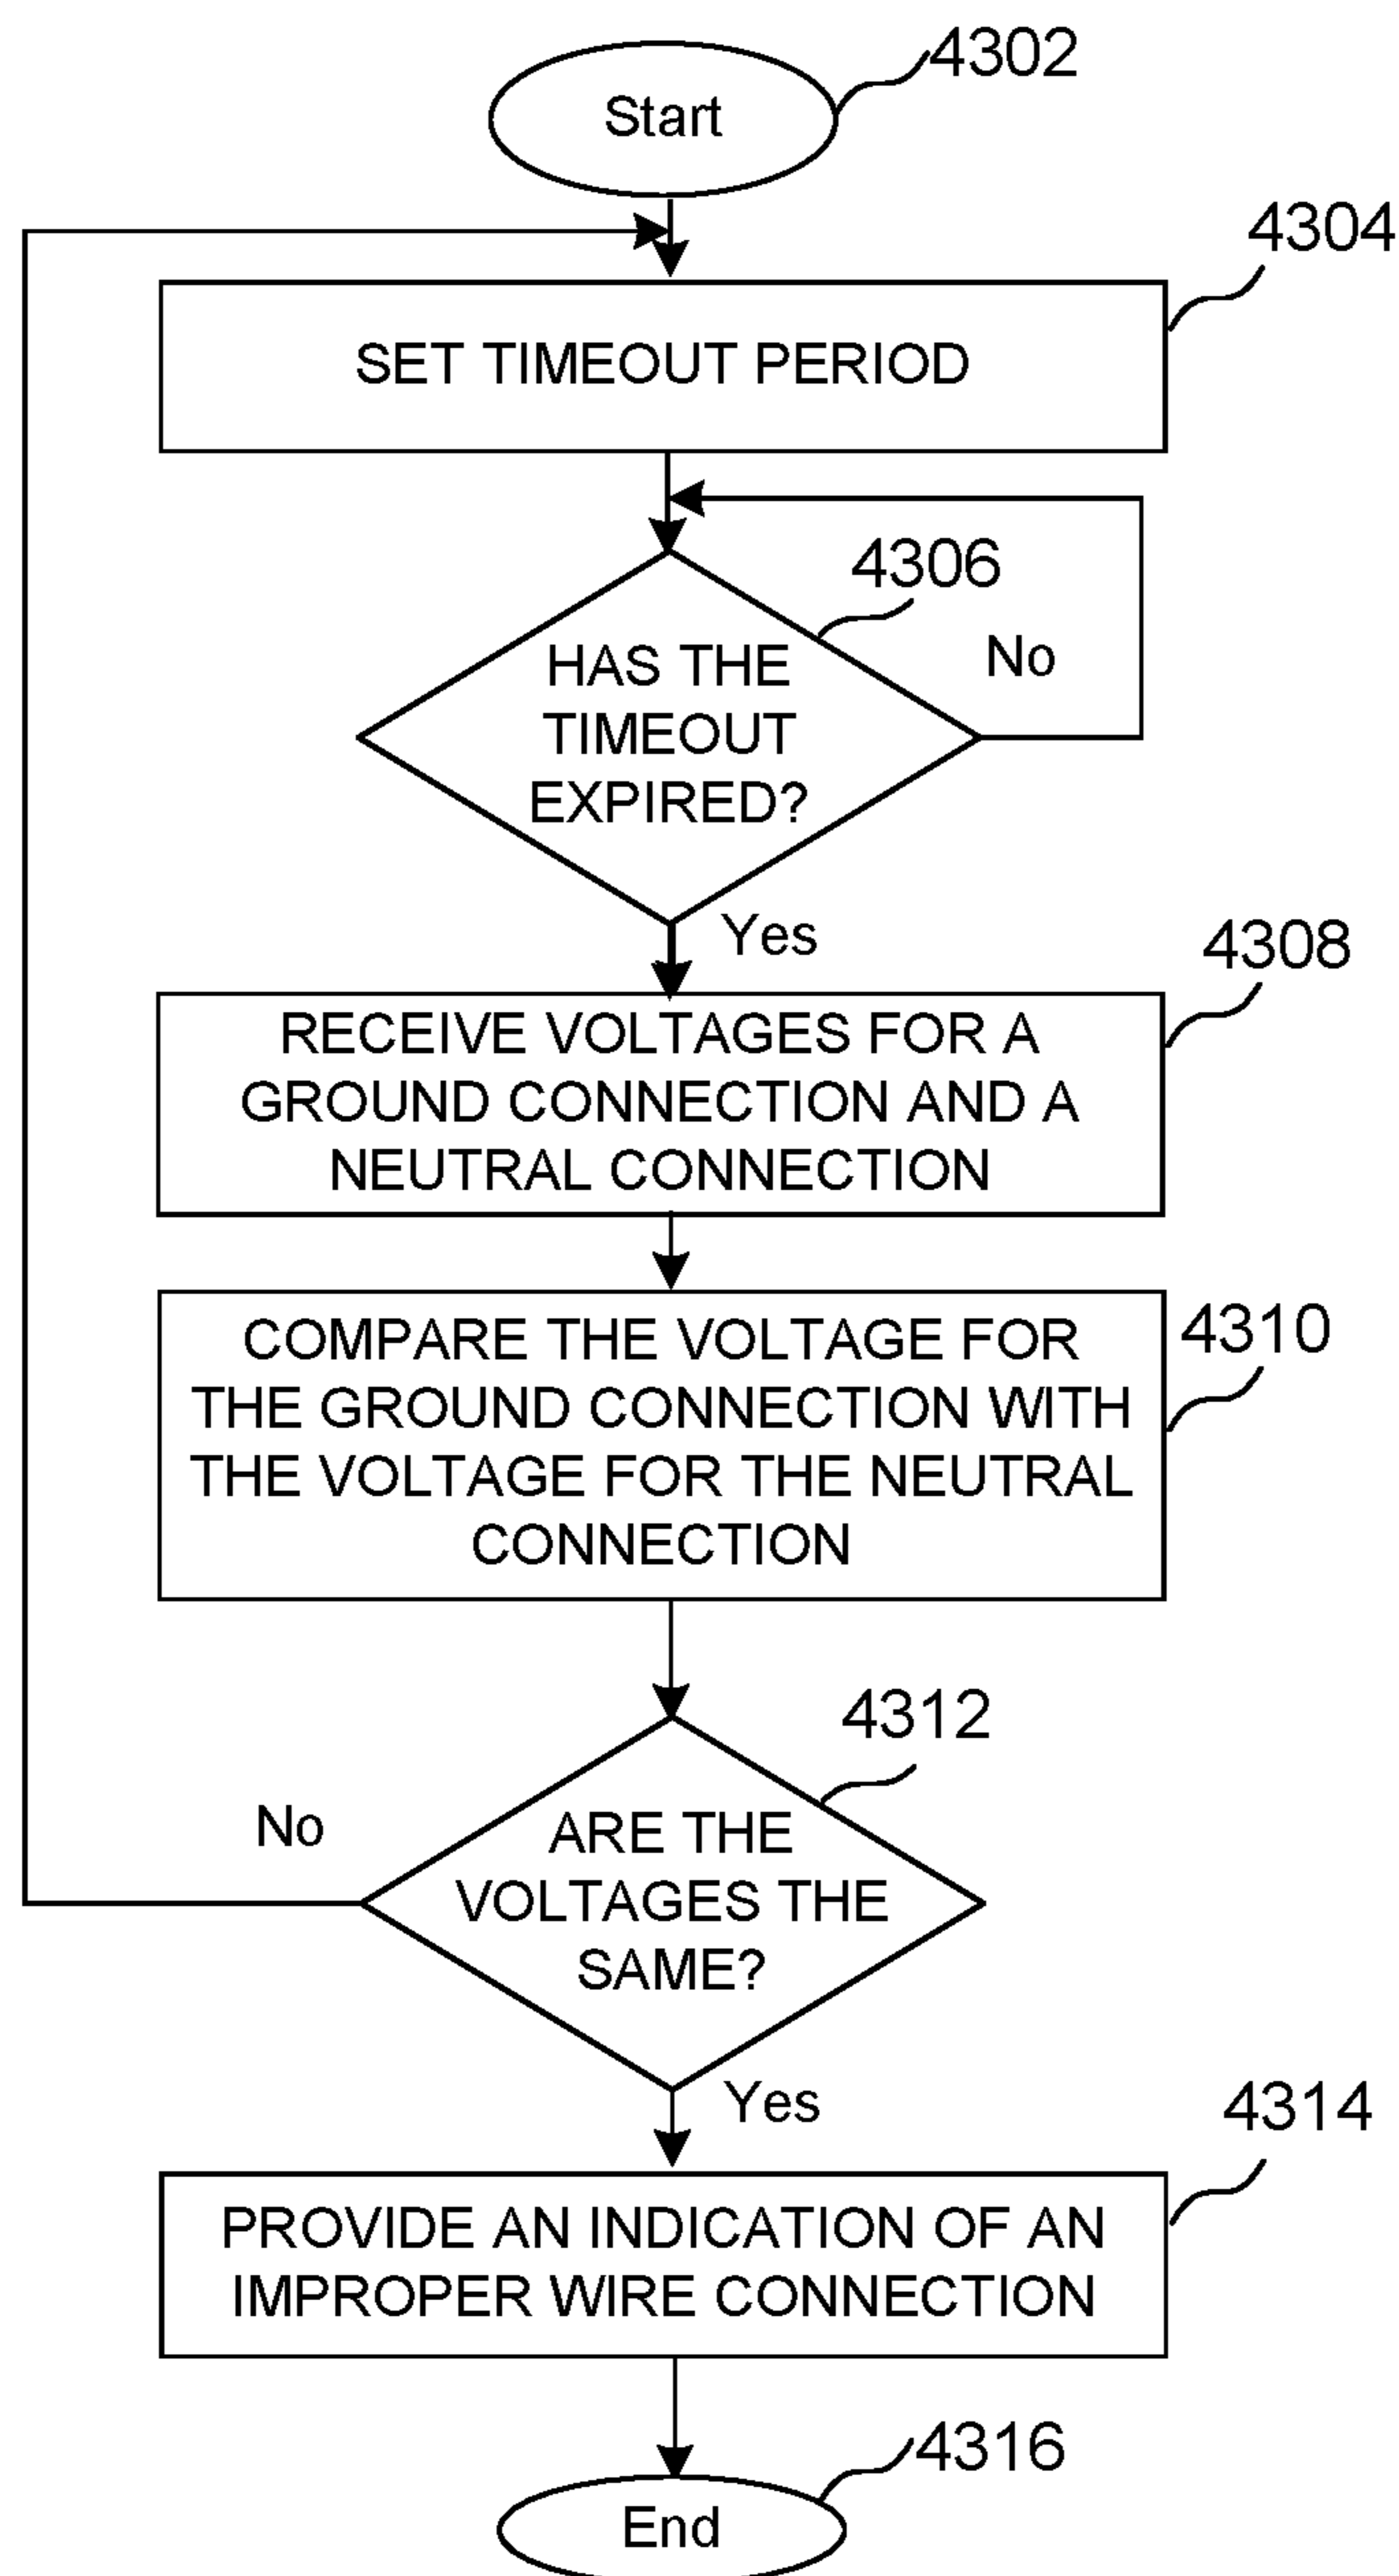 4302
Start
4304
SET TIMEOUT PERIOD
4306
No
HAS THE
TIMEOUT
EXPIRED?
Yes
4308
RECEIVE VOLTAGES FOR A
GROUND CONNECTION AND A
NEUTRAL CONNECTION
4310
COMPARE THE VOLTAGE FOR
THE GROUND CONNECTION WITH
THE VOLTAGE FOR THE NEUTRAL
CONNECTION
4312
No
ARE THE
VOLTAGES THE
SAME?
Yes
4314
PROVIDE AN INDICATION OF AN
IMPROPER WIRE CONNECTION
4316
End